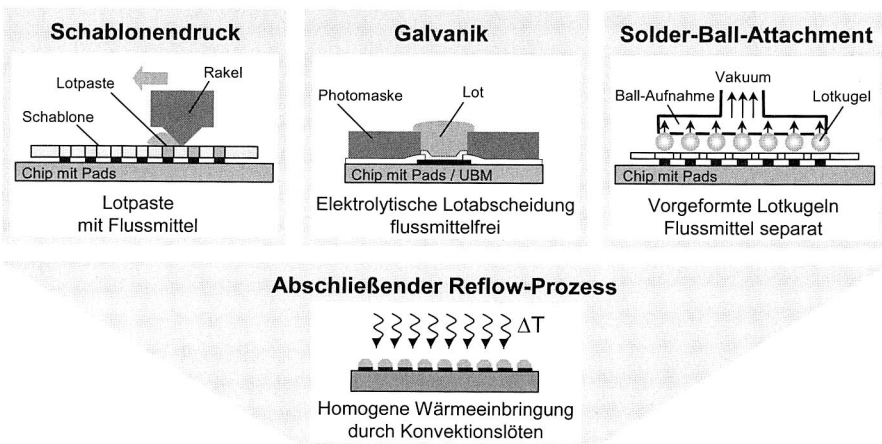 Schablonendruck
Lotpaste
Rakel
Schablone
Chip mit Pads
Lotpaste
mit Flussmittel
Galvanik
Photomaske
Lot
Chip mit Pads / UBM
Elektrolytische Lotabscheidung
flussmittelfrei
Solder-Ball-Attachment
Vakuum
Ball-Aufnahme
Lotkugel
Chip mit Pads
Vorgeformte Lotkugeln
Flussmittel separat
Abschließender Reflow-Prozess
ΔT
Homogene Wärmeeinbringung
durch Konvektionslöten